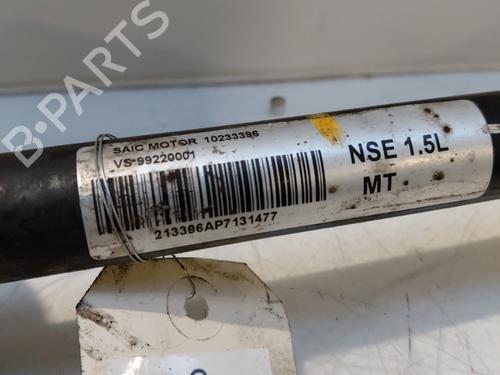 B-PARTS
SAIC MOTOR 10233396
VS-99220001
213396AP7131477
NSE 1.5L
MT